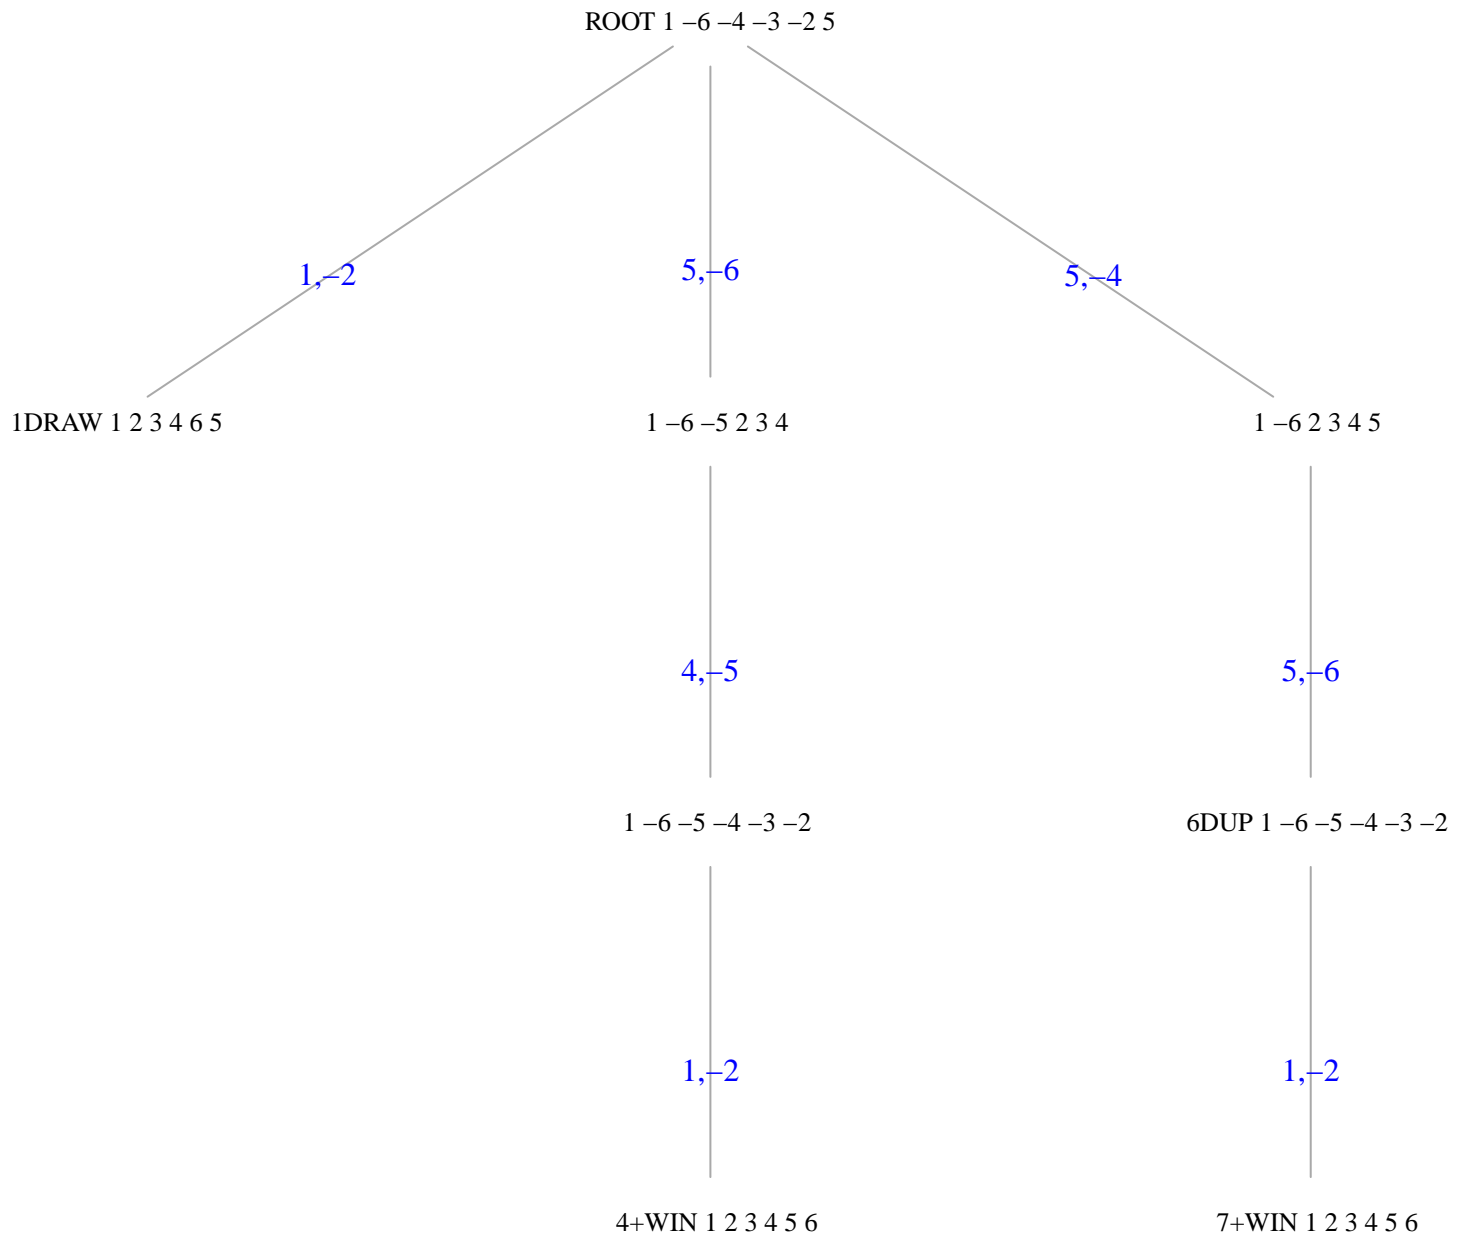 ROOT 1 –6 –4 –3 –2 5
1,–2
5,–6
5,–4
1DRAW 1 2 3 4 6 5
1 –6 –5 2 3 4
1 –6 2 3 4 5
4,–5
5,–6
1 –6 –5 –4 –3 –2
6DUP 1 –6 –5 –4 –3 –2
1,–2
1,–2
4+WIN 1 2 3 4 5 6
7+WIN 1 2 3 4 5 6